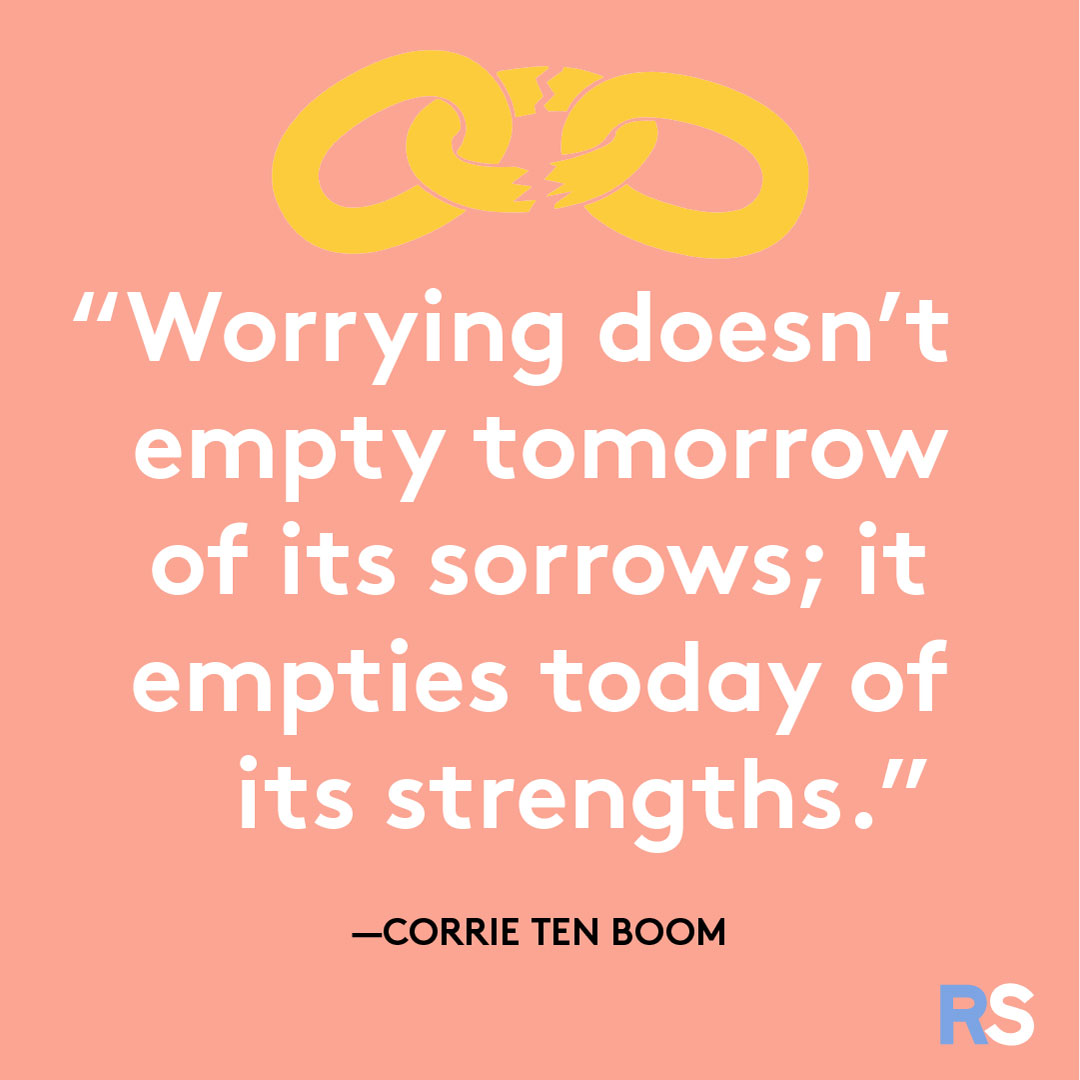 “Worrying doesn’t
empty tomorrow
of its sorrows; it
empties today of
its strengths.”
—CORRIE TEN BOOM
RS